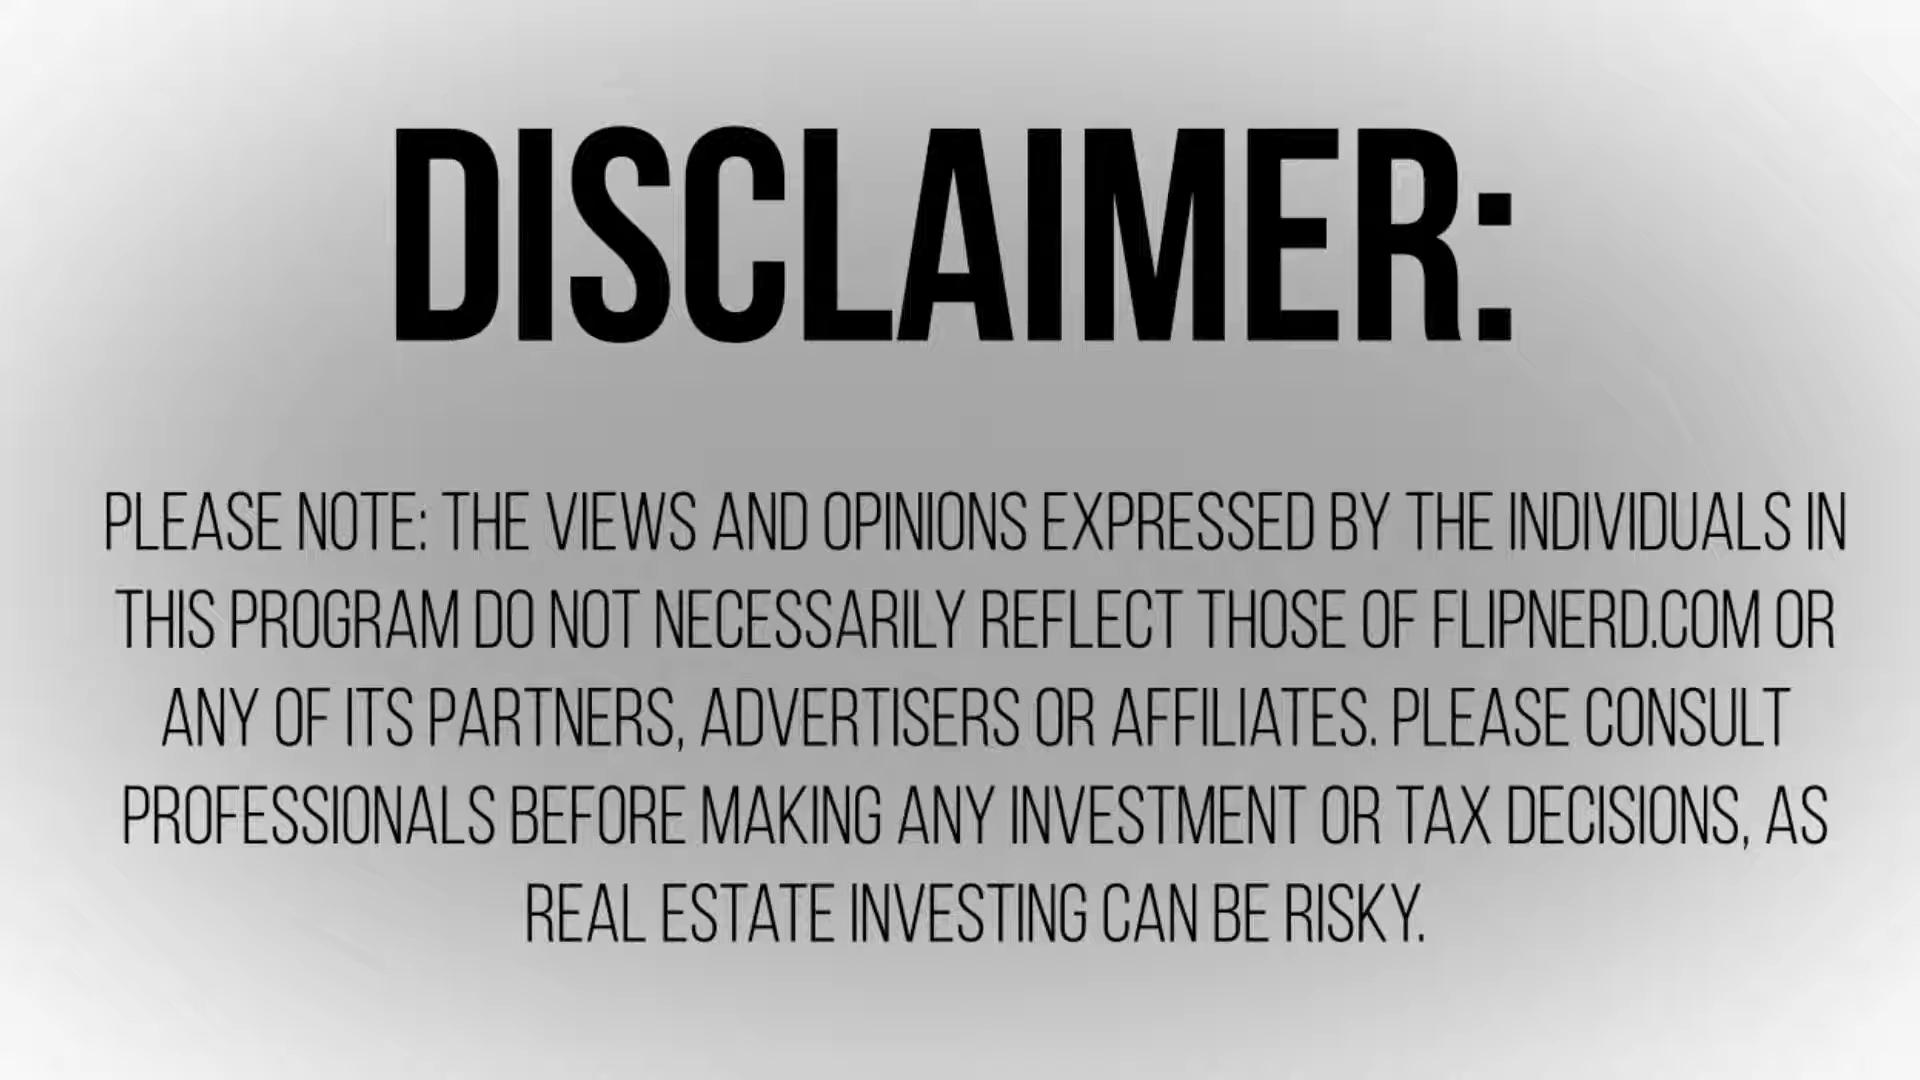 DISCLAIMER:
PLEASE NOTE: THE VIEWS AND OPINIONS EXPRESSED BY THE INDIVIDUALS IN
THIS PROGRAM DO NOT NECESSARILY REFLECT THOSE OF FLIPNERD.COM OR
ANY OF ITS PARTNERS, ADVERTISERS OR AFFILIATES. PLEASE CONSULT
PROFESSIONALS BEFORE MAKING ANY INVESTMENT OR TAX DECISIONS, AS
REAL ESTATE INVESTING CAN BE RISKY.